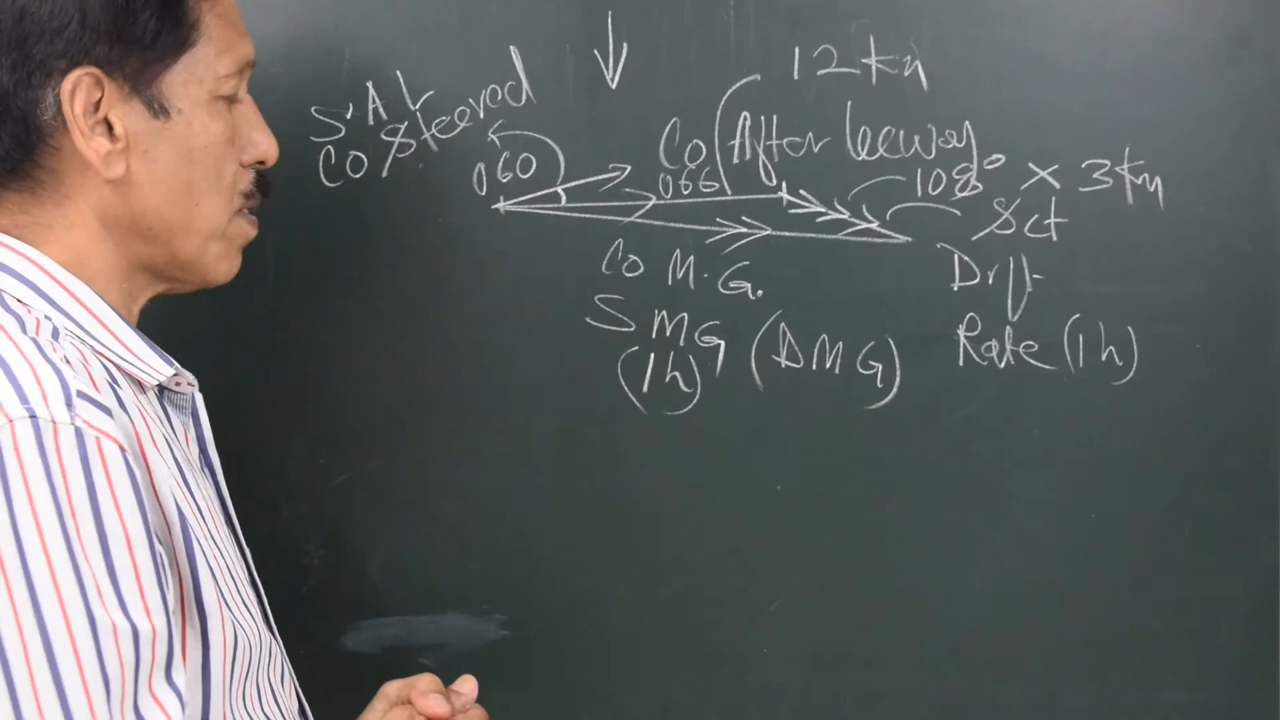 12 kn
S A L
Co Steered
Co (After leeway
060
066
108° x 3 kn
Set
Co M.G.
Drift
S MG (DMG)
Rate (1h)
(1h)